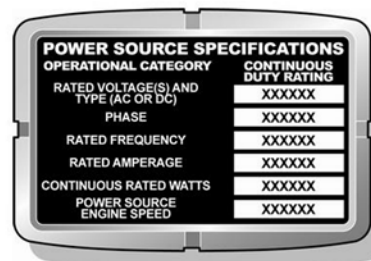 POWER SOURCE SPECIFICATIONS
OPERATIONAL CATEGORY CONTINUOUS DUTY RATING
RATED VOLTAGE(S) AND
TYPE (AC OR DC) XXXXXX
PHASE XXXXXX
RATED FREQUENCY XXXXXX
RATED AMPERAGE XXXXXX
CONTINUOUS RATED WATTS XXXXXX
POWER SOURCE
ENGINE SPEED XXXXXX